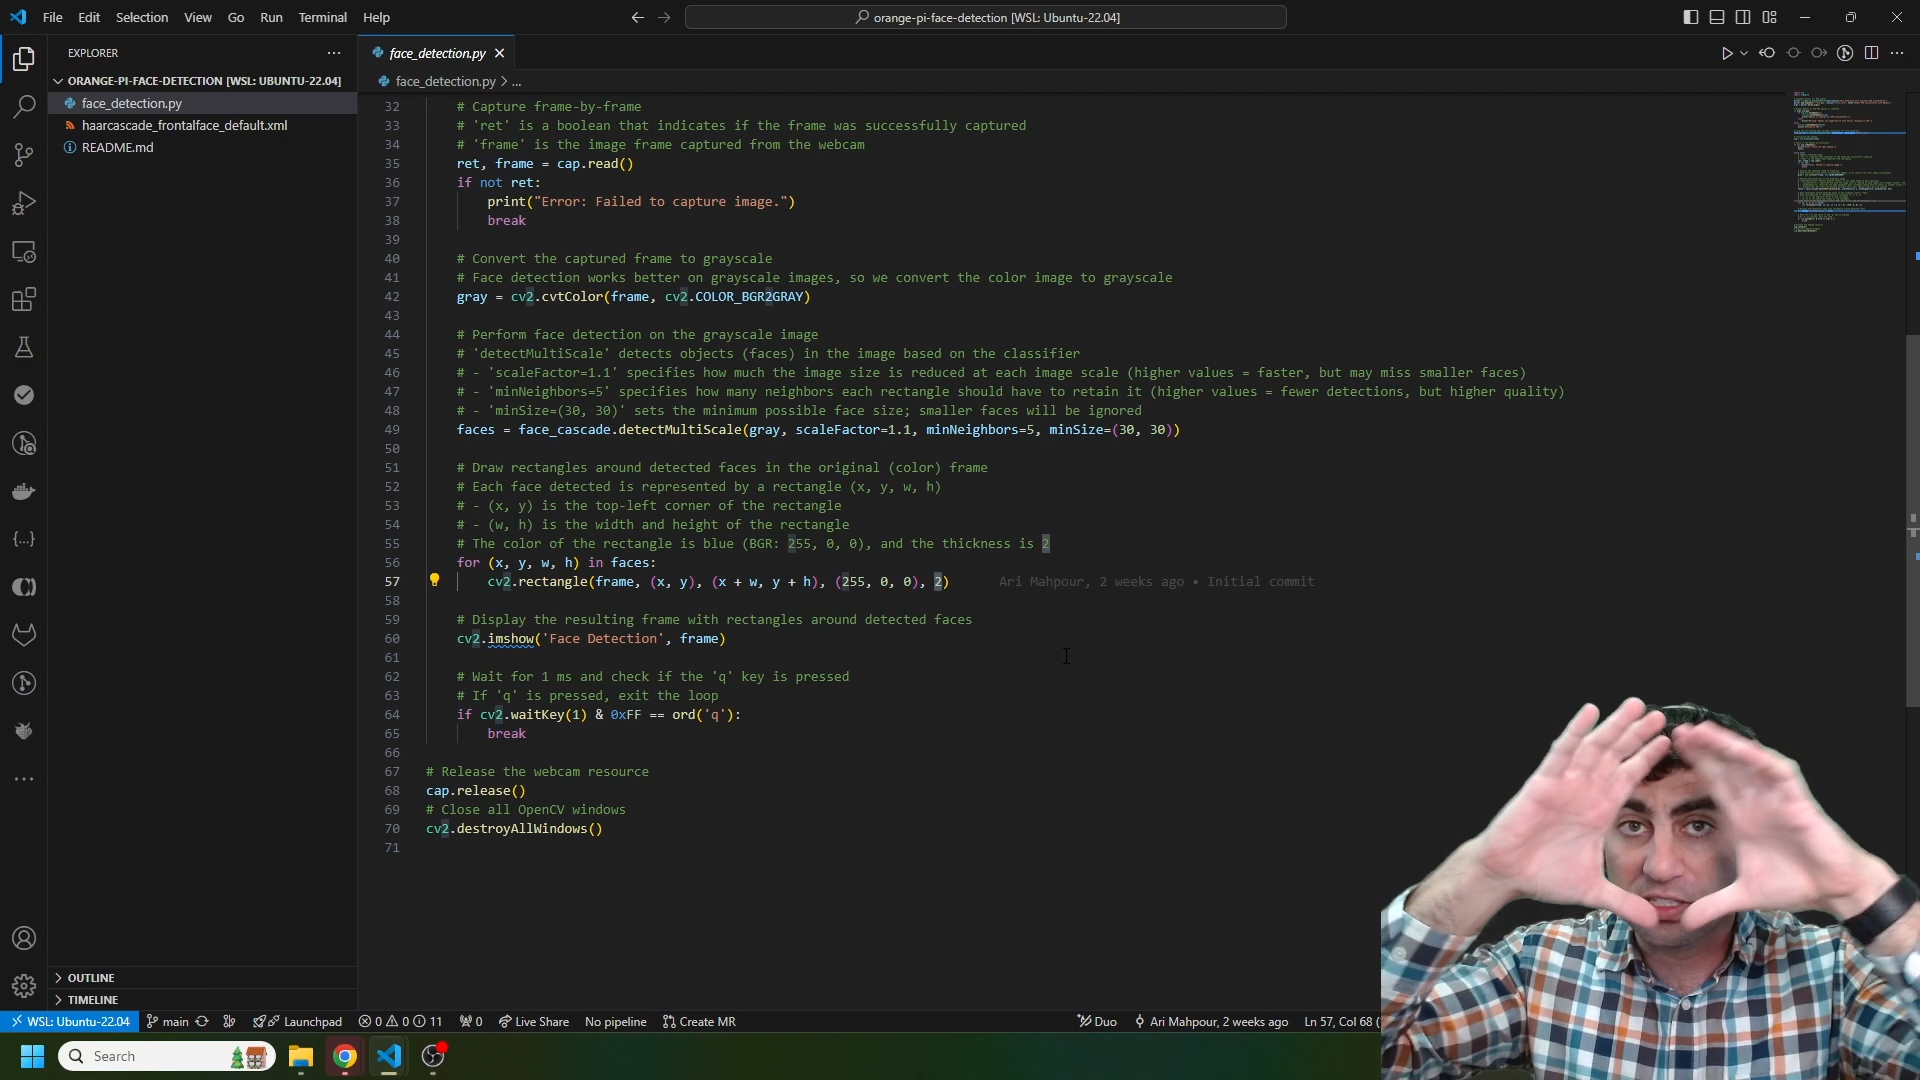 File Edit Selection View Go Run Terminal Help
orange-pi-face-detection [WSL: Ubuntu-22.04]
EXPLORER
ORANGE-PI-FACE-DETECTION [WSL: UBUNTU-22.04]
face_detection.py
haarcascade_frontalface_default.xml
README.md
OUTLINE
TIMELINE
face_detection.py
face_detection.py > ...
32 # Capture frame-by-frame
33 # 'ret' is a boolean that indicates if the frame was successfully captured
34 # 'frame' is the image frame captured from the webcam
35 ret, frame = cap.read()
36 if not ret:
37 print("Error: Failed to capture image.")
38 break
39
40 # Convert the captured frame to grayscale
41 # Face detection works better on grayscale images, so we convert the color image to grayscale
42 gray = cv2.cvtColor(frame, cv2.COLOR_BGR2GRAY)
43
44 # Perform face detection on the grayscale image
45 # 'detectMultiScale' detects objects (faces) in the image based on the classifier
46 # - 'scaleFactor=1.1' specifies how much the image size is reduced at each image scale (higher values = faster, but may miss smaller faces)
47 # - 'minNeighbors=5' specifies how many neighbors each rectangle should have to retain it (higher values = fewer detections, but higher quality)
48 # - 'minSize=(30, 30)' sets the minimum possible face size; smaller faces will be ignored
49 faces = face_cascade.detectMultiScale(gray, scaleFactor=1.1, minNeighbors=5, minSize=(30, 30))
50
51 # Draw rectangles around detected faces in the original (color) frame
52 # Each face detected is represented by a rectangle (x, y, w, h)
53 # - (x, y) is the top-left corner of the rectangle
54 # - (w, h) is the width and height of the rectangle
55 # The color of the rectangle is blue (BGR: 255, 0, 0), and the thickness is 2
56 for (x, y, w, h) in faces:
57 cv2.rectangle(frame, (x, y), (x + w, y + h), (255, 0, 0), 2) Ari Mahpour, 2 weeks ago • Initial commit
58
59 # Display the resulting frame with rectangles around detected faces
60 cv2.imshow('Face Detection', frame)
61
62 # Wait for 1 ms and check if the 'q' key is pressed
63 # If 'q' is pressed, exit the loop
64 if cv2.waitKey(1) & 0xFF == ord('q'):
65 break
66
67 # Release the webcam resource
68 cap.release()
69 # Close all OpenCV windows
70 cv2.destroyAllWindows()
71
WSL: Ubuntu-22.04 main Launchpad 0 0 11 0 Live Share No pipeline Create MR Duo Ari Mahpour, 2 weeks ago Ln 57, Col 68 (
Search